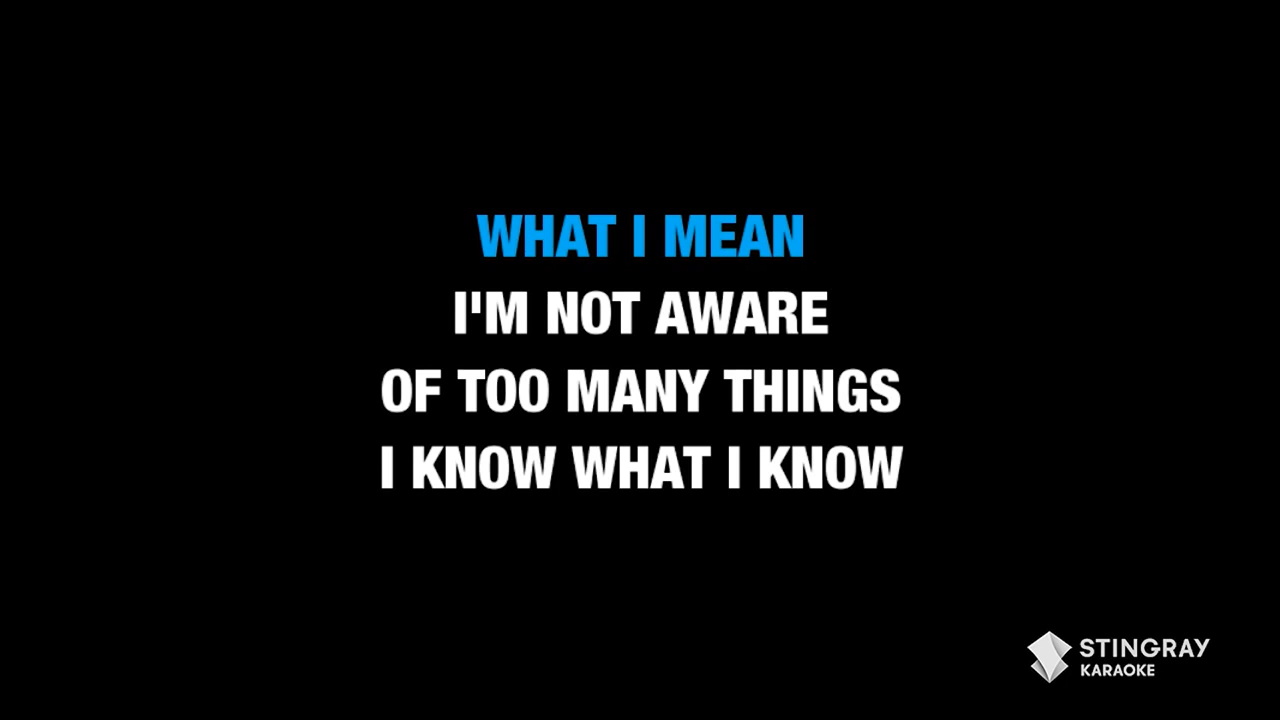 WHAT I MEAN
I'M NOT AWARE
OF TOO MANY THINGS
I KNOW WHAT I KNOW
STINGRAY
KARAOKE